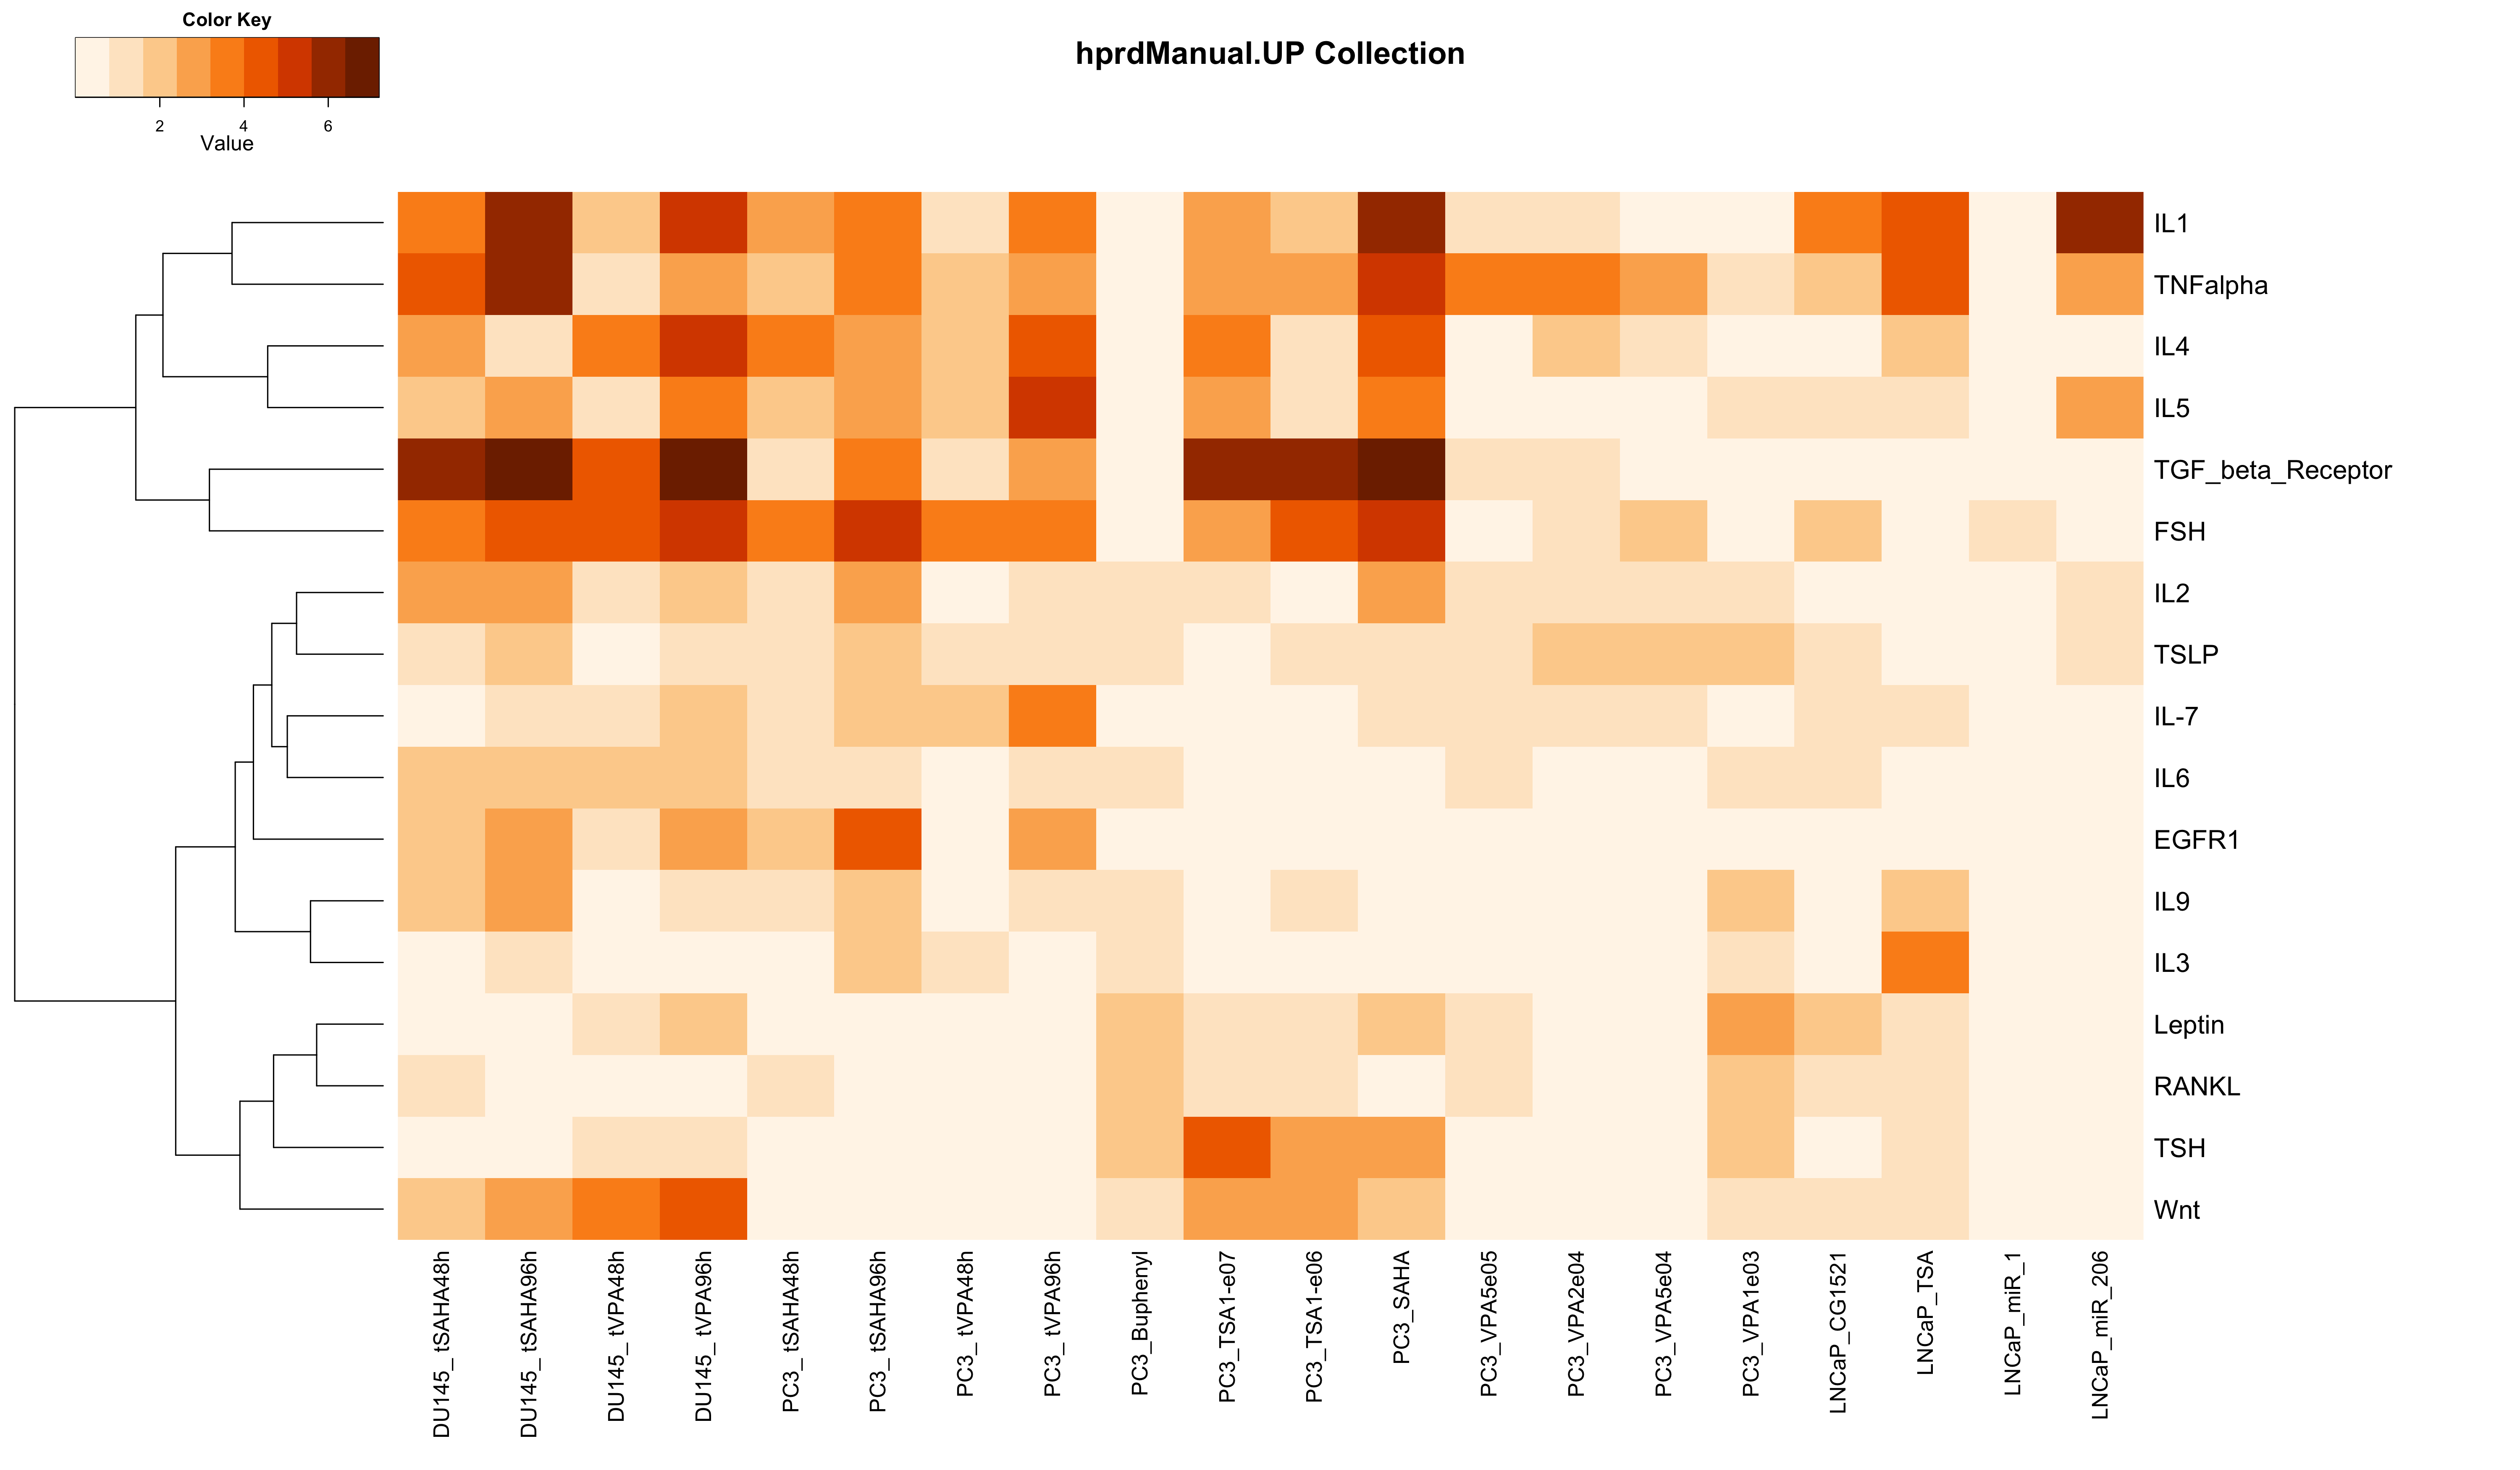 Color Key
2 4 6
Value
hprdManual.UP Collection
IL1
TNFalpha
IL4
IL5
TGF_beta_Receptor
FSH
IL2
TSLP
IL-7
IL6
EGFR1
IL9
IL3
Leptin
RANKL
TSH
Wnt
DU145_ tSAHA48h
DU145_ tSAHA96h
DU145_ tVPA48h
DU145_ tVPA96h
PC3_ tSAHA48h
PC3_ tSAHA96h
PC3_ tVPA48h
PC3_ tVPA96h
PC3_Buphenyl
PC3_TSA1-e07
PC3_TSA1-e06
PC3_SAHA
PC3_VPA5e05
PC3_VPA2e04
PC3_VPA5e04
PC3_VPA1e03
LNCaP_CG1521
LNCaP_TSA
LNCaP_miR_1
LNCaP_miR_206